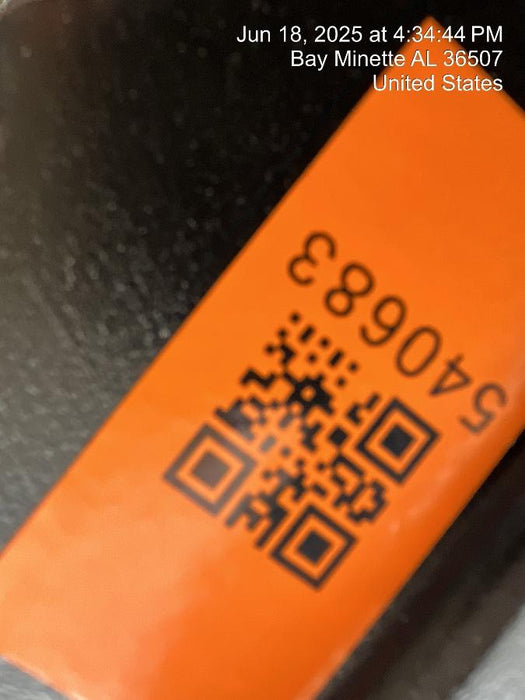 Jun 18, 2025 at 4:34:44 PM
Bay Minette AL 36507
United States
540683